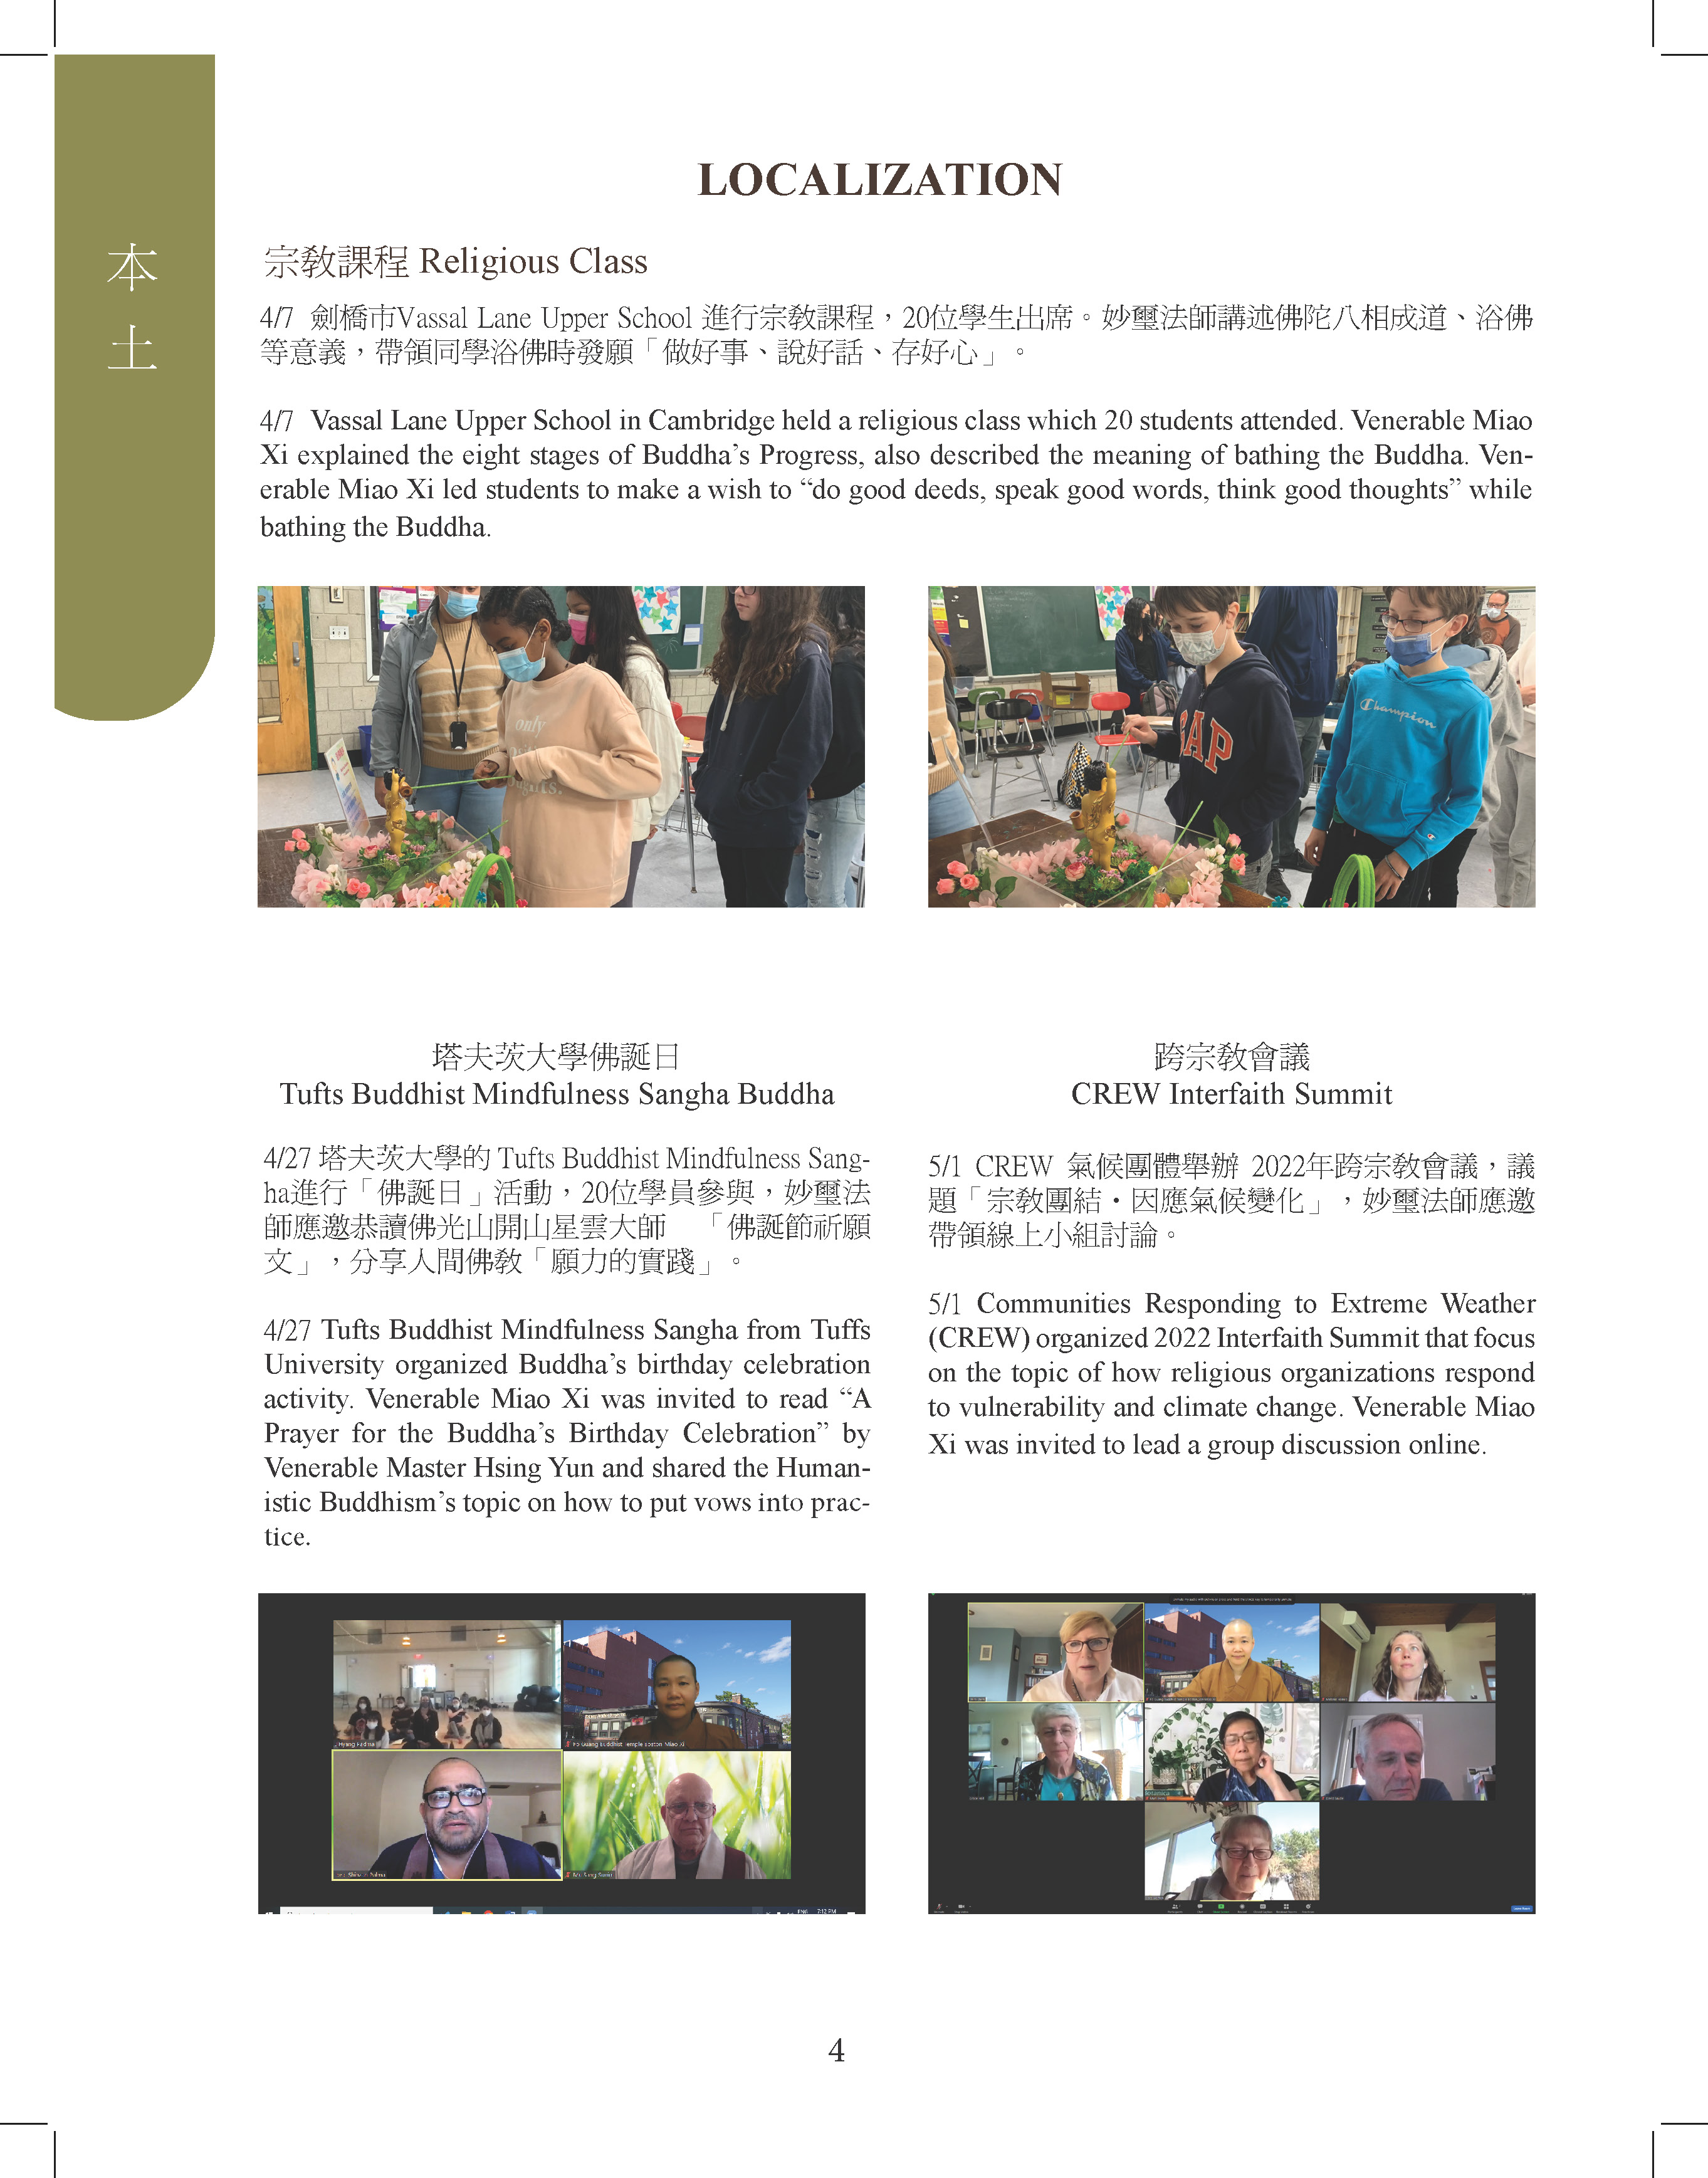 本土
LOCALIZATION
宗教課程 Religious Class
4/7 劍橋市Vassal Lane Upper School 進行宗教課程，20位學生出席。妙璽法師講述佛陀八相成道、浴佛
等意義，帶領同學浴佛時發願「做好事、說好話、存好心」。
4/7 Vassal Lane Upper School in Cambridge held a religious class which 20 students attended. Venerable Miao
Xi explained the eight stages of Buddha’s Progress, also described the meaning of bathing the Buddha. Ven-
erable Miao Xi led students to make a wish to “do good deeds, speak good words, think good thoughts” while
bathing the Buddha.
only
GAP
Champion
塔夫茨大學佛誕日
Tufts Buddhist Mindfulness Sangha Buddha
4/27 塔夫茨大學的 Tufts Buddhist Mindfulness Sang-
ha進行「佛誕日」活動，20位學員參與，妙璽法
師應邀恭讀佛光山開山星雲大師 「佛誕節祈願
文」，分享人間佛教「願力的實踐」。
4/27 Tufts Buddhist Mindfulness Sangha from Tuffs
University organized Buddha’s birthday celebration
activity. Venerable Miao Xi was invited to read “A
Prayer for the Buddha’s Birthday Celebration” by
Venerable Master Hsing Yun and shared the Human-
istic Buddhism’s topic on how to put vows into prac-
tice.
跨宗教會議
CREW Interfaith Summit
5/1 CREW 氣候團體舉辦 2022年跨宗教會議，議
題「宗教團結・因應氣候變化」，妙璽法師應邀
帶領線上小組討論。
5/1 Communities Responding to Extreme Weather
(CREW) organized 2022 Interfaith Summit that focus
on the topic of how religious organizations respond
to vulnerability and climate change. Venerable Miao
Xi was invited to lead a group discussion online.
7:12 PM
4